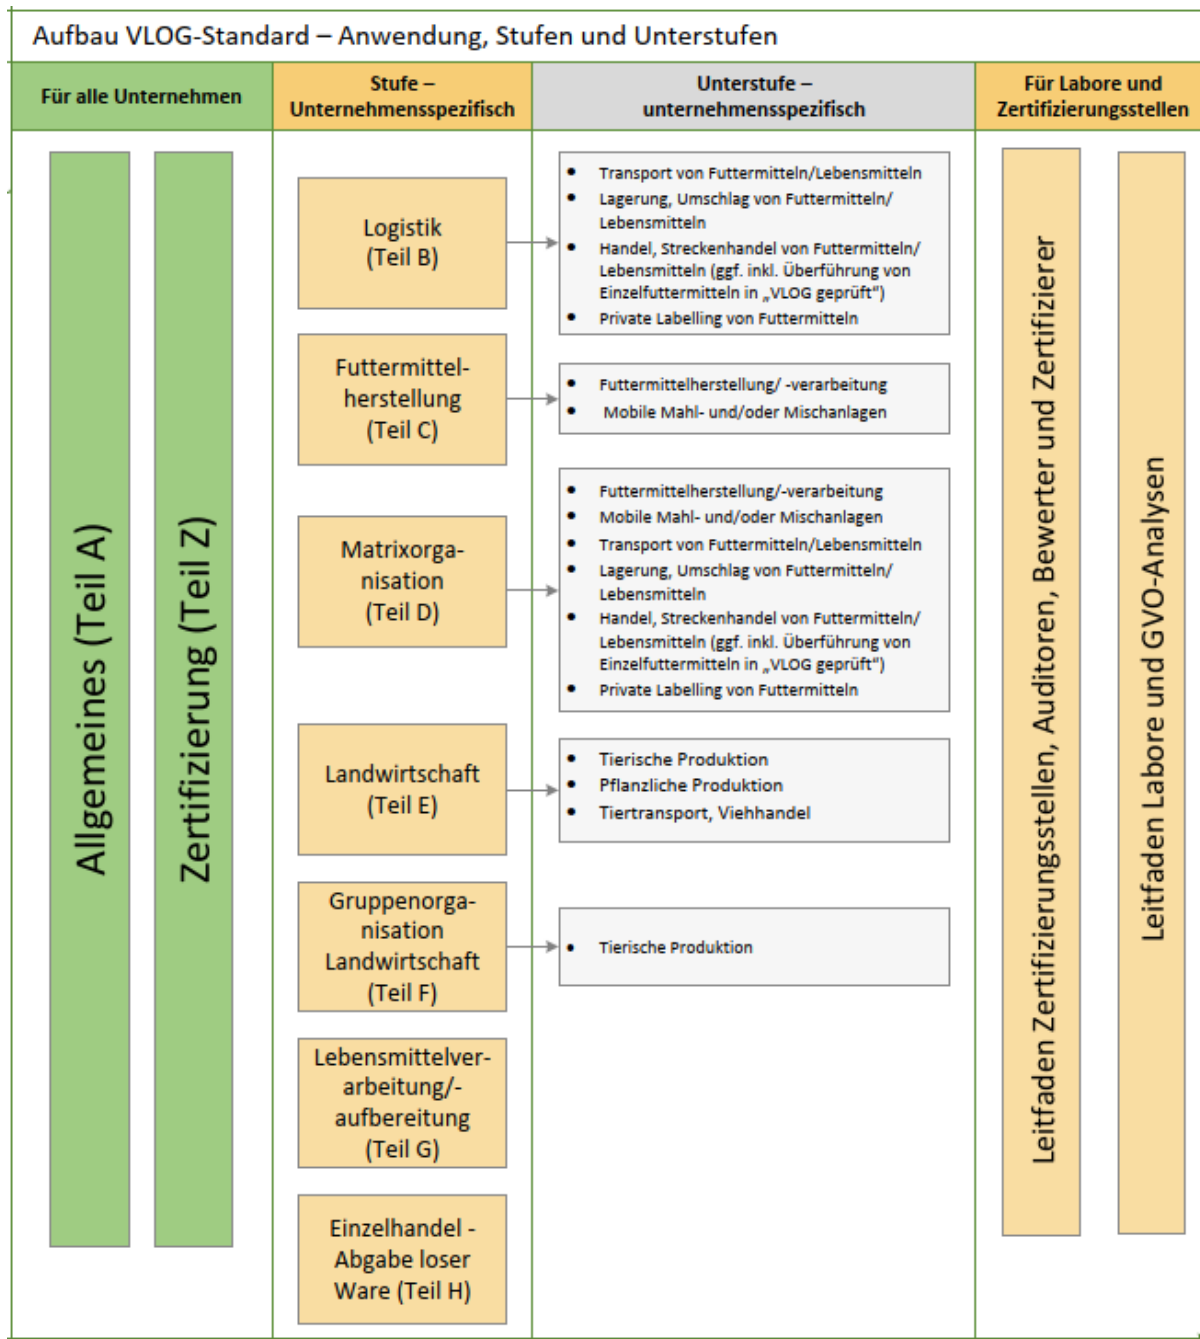 Aufbau VLOG-Standard – Anwendung, Stufen und Unterstufen
Für alle Unternehmen
Stufe –
Unternehmensspezifisch
Unterstufe –
unternehmensspezifisch
Für Labore und
Zertifizierungsstellen
Allgemeines (Teil A)
Zertifizierung (Teil Z)
Logistik
(Teil B)
• Transport von Futtermitteln/Lebensmitteln
• Lagerung, Umschlag von Futtermitteln/
Lebensmitteln
• Handel, Streckenhandel von Futtermitteln/
Lebensmitteln (ggf. inkl. Überführung von
Einzelfuttermitteln in „VLOG geprüft“)
• Private Labelling von Futtermitteln
Futtermittel-
herstellung
(Teil C)
• Futtermittelherstellung/ -verarbeitung
• Mobile Mahl- und/oder Mischanlagen
Matrixorga-
nisation
(Teil D)
• Futtermittelherstellung/-verarbeitung
• Mobile Mahl- und/oder Mischanlagen
• Transport von Futtermitteln/Lebensmitteln
• Lagerung, Umschlag von Futtermitteln/
Lebensmitteln
• Handel, Streckenhandel von Futtermitteln/
Lebensmitteln (ggf. inkl. Überführung von
Einzelfuttermitteln in „VLOG geprüft“)
• Private Labelling von Futtermitteln
Landwirtschaft
(Teil E)
• Tierische Produktion
• Pflanzliche Produktion
• Tiertransport, Viehhandel
Gruppenorga-
nisation
Landwirtschaft
(Teil F)
• Tierische Produktion
Lebensmittelver-
arbeitung/-
aufbereitung
(Teil G)
Einzelhandel -
Abgabe loser
Ware (Teil H)
Leitfaden Zertifizierungsstellen, Auditoren, Bewerter und Zertifizierer
Leitfaden Labore und GVO-Analysen